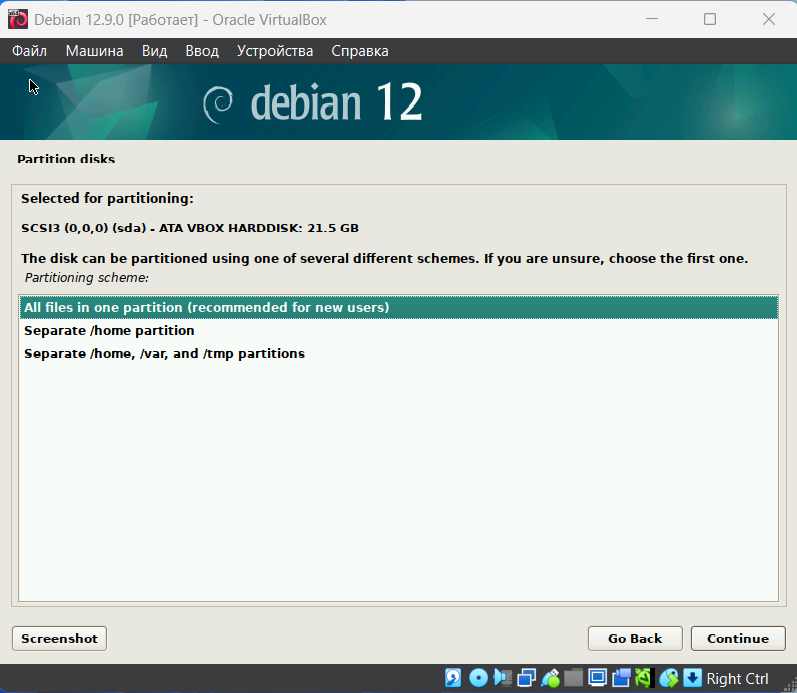 Debian 12.9.0 [Работает] - Oracle VirtualBox
Файл Машина Вид Ввод Устройства Справка
debian 12
Partition disks
Selected for partitioning:
SCSI3 (0,0,0) (sda) - ATA VBOX HARDDISK: 21.5 GB
The disk can be partitioned using one of several different schemes. If you are unsure, choose the first one.
Partitioning scheme:
All files in one partition (recommended for new users)
Separate /home partition
Separate /home, /var, and /tmp partitions
Screenshot Go Back Continue
Right Ctrl